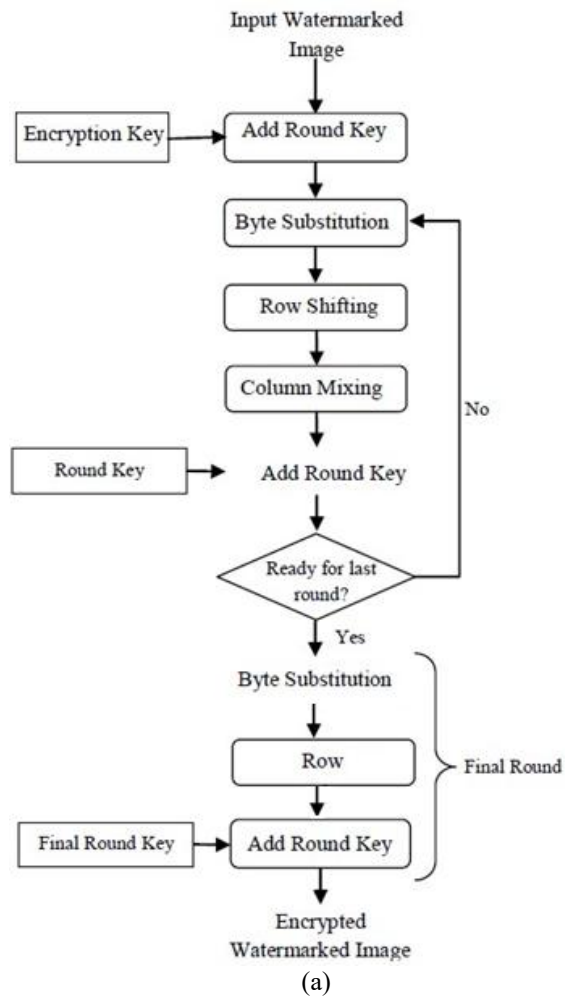 Input Watermarked
Image
Encryption Key
Add Round Key
Byte Substitution
Row Shifting
Column Mixing
No
Round Key
Add Round Key
Ready for last
round?
Yes
Byte Substitution
Row
Final Round
Final Round Key
Add Round Key
Encrypted
Watermarked Image
(a)